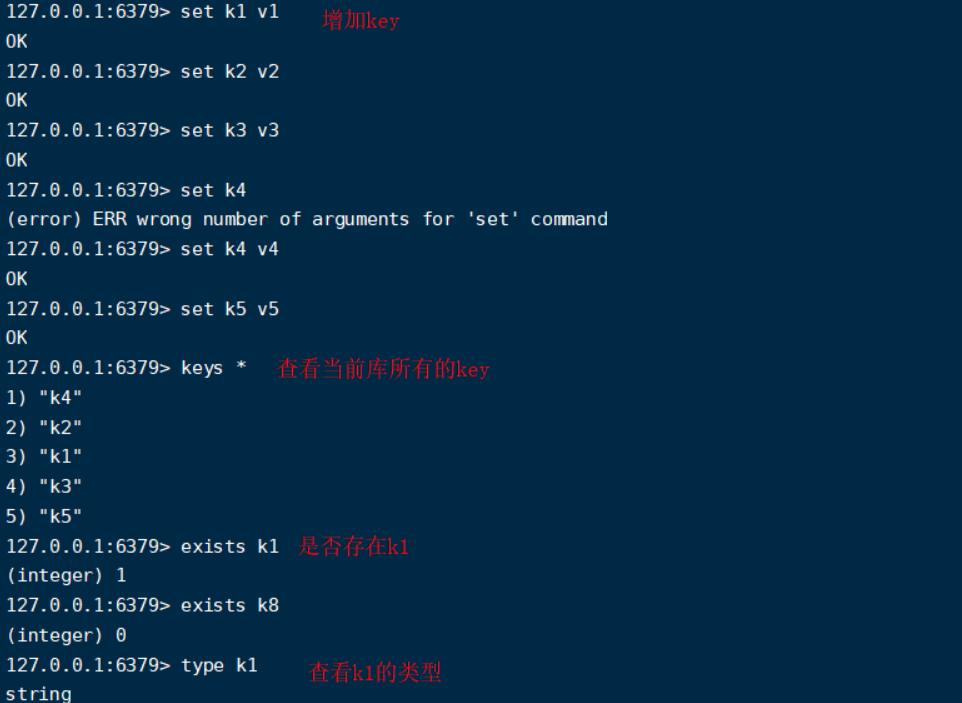 127.0.0.1:6379> set k1 v1 增加key
OK
127.0.0.1:6379> set k2 v2
OK
127.0.0.1:6379> set k3 v3
OK
127.0.0.1:6379> set k4
(error) ERR wrong number of arguments for 'set' command
127.0.0.1:6379> set k4 v4
OK
127.0.0.1:6379> set k5 v5
OK
127.0.0.1:6379> keys * 查看当前库所有的key
1) "k4"
2) "k2"
3) "k1"
4) "k3"
5) "k5"
127.0.0.1:6379> exists k1 是否存在k1
(integer) 1
127.0.0.1:6379> exists k8
(integer) 0
127.0.0.1:6379> type k1 查看k1的类型
string